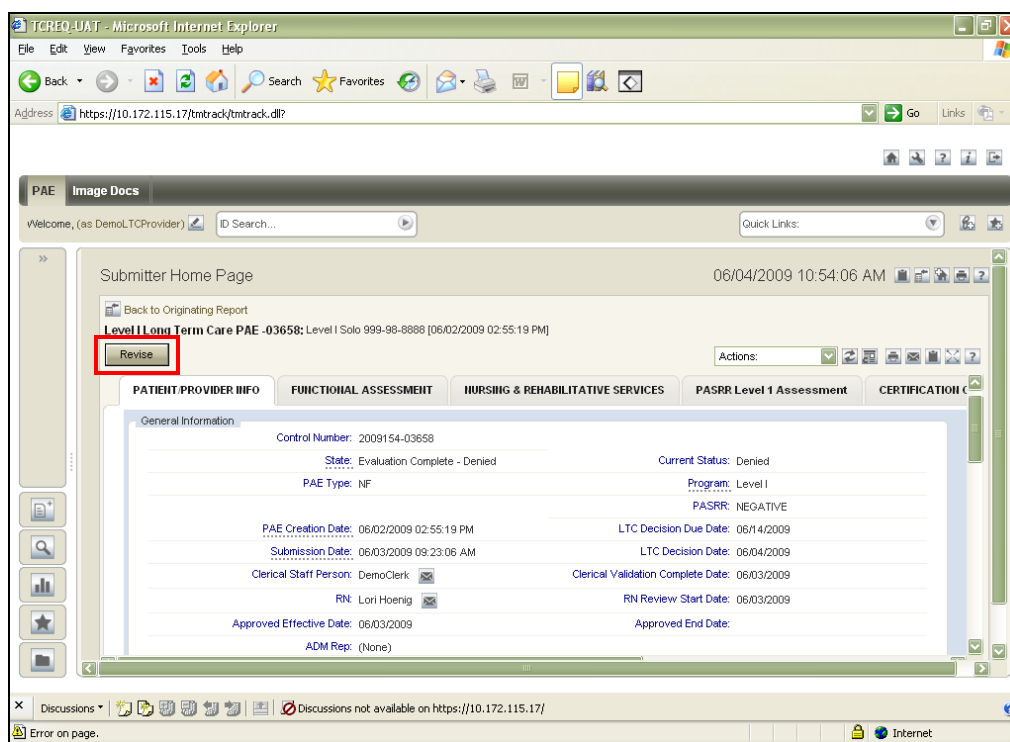 TCREQ-UAT - Microsoft Internet Explorer
File Edit View Favorites Tools Help
Back Search Favorites
Address https://10.172.115.17/tmtrack/tmtrack.dll? Go Links
PAE Image Docs
Welcome, (as DemoLTCProvider) ID Search... Quick Links:
Submitter Home Page 06/04/2009 10:54:06 AM
Back to Originating Report
Level I Long Term Care PAE -03658: Level I Solo 999-98-8888 [06/02/2009 02:55:19 PM]
Revise Actions:
PATIENT/PROVIDER INFO FUNCTIONAL ASSESSMENT NURSING & REHABILITATIVE SERVICES PASRR Level 1 Assessment CERTIFICATION
General Information
Control Number: 2009154-03658
State: Evaluation Complete - Denied Current Status: Denied
PAE Type: NF Program: Level I
PASRR: NEGATIVE
PAE Creation Date: 06/02/2009 02:55:19 PM LTC Decision Due Date: 06/14/2009
Submission Date: 06/03/2009 09:23:06 AM LTC Decision Date: 06/04/2009
Clerical Staff Person: DemoClerk Clerical Validation Complete Date: 06/03/2009
RN: Lori Hoenig RN Review Start Date: 06/03/2009
Approved Effective Date: 06/03/2009 Approved End Date:
ADM Rep: (None)
Discussions Discussions not available on https://10.172.115.17/
Error on page. Internet